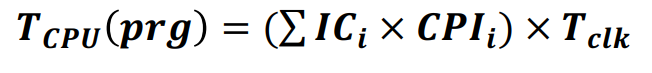 T_CPU(prg) = (∑ IC_i × CPI_i) × T_clk